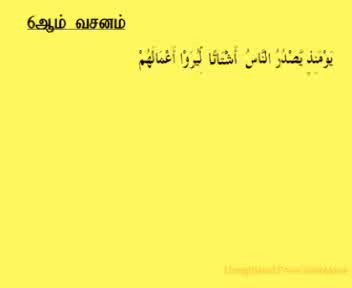 6ஆம் வசனம்
يَوْمَئِذٍ يَّصْدُرُ النَّاسُ أَشْتَاتًا لِّيُرَوْا أَعْمَالَهُمْ